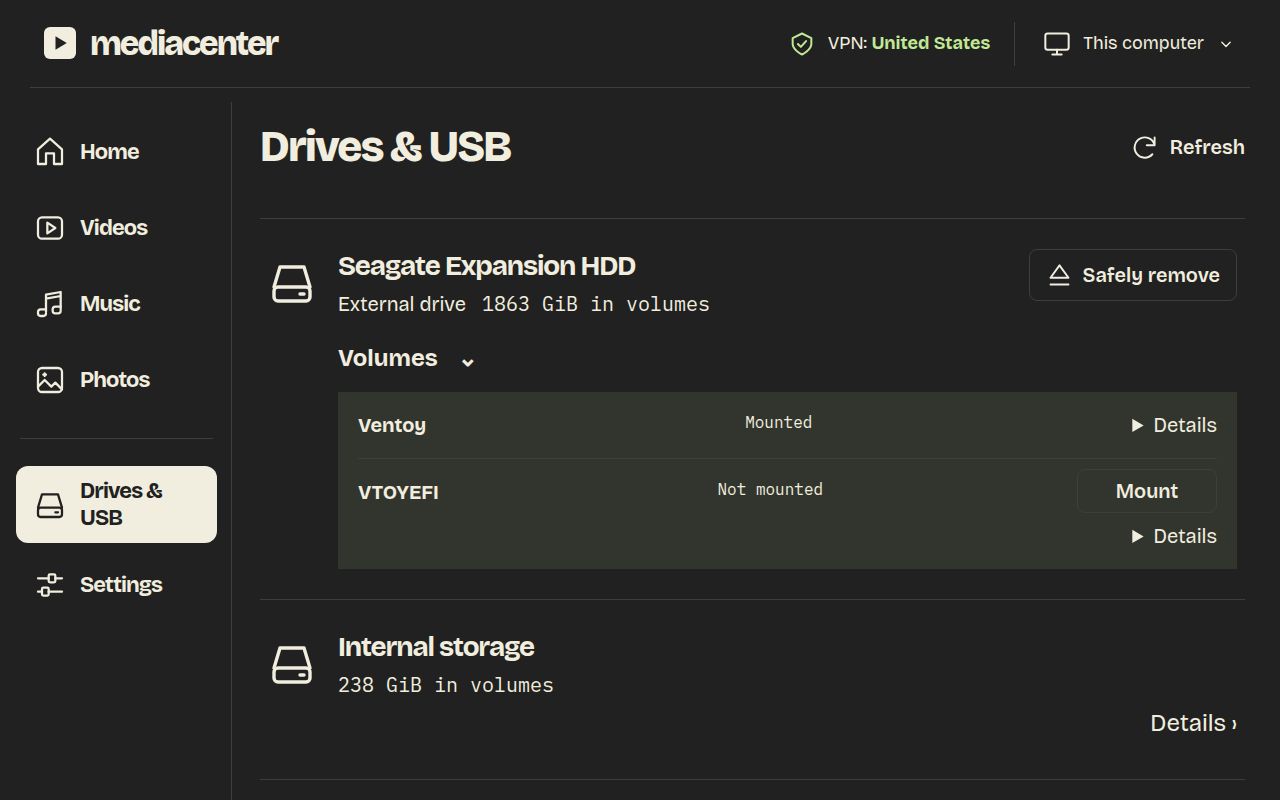 mediacenter
VPN: United States
This computer
Home
Videos
Music
Photos
Drives &
USB
Settings
Drives & USB
Refresh
Seagate Expansion HDD
External drive 1863 GiB in volumes
Safely remove
Volumes
Ventoy Mounted Details
VTOYEFI Not mounted Mount
Details
Internal storage
238 GiB in volumes
Details ›